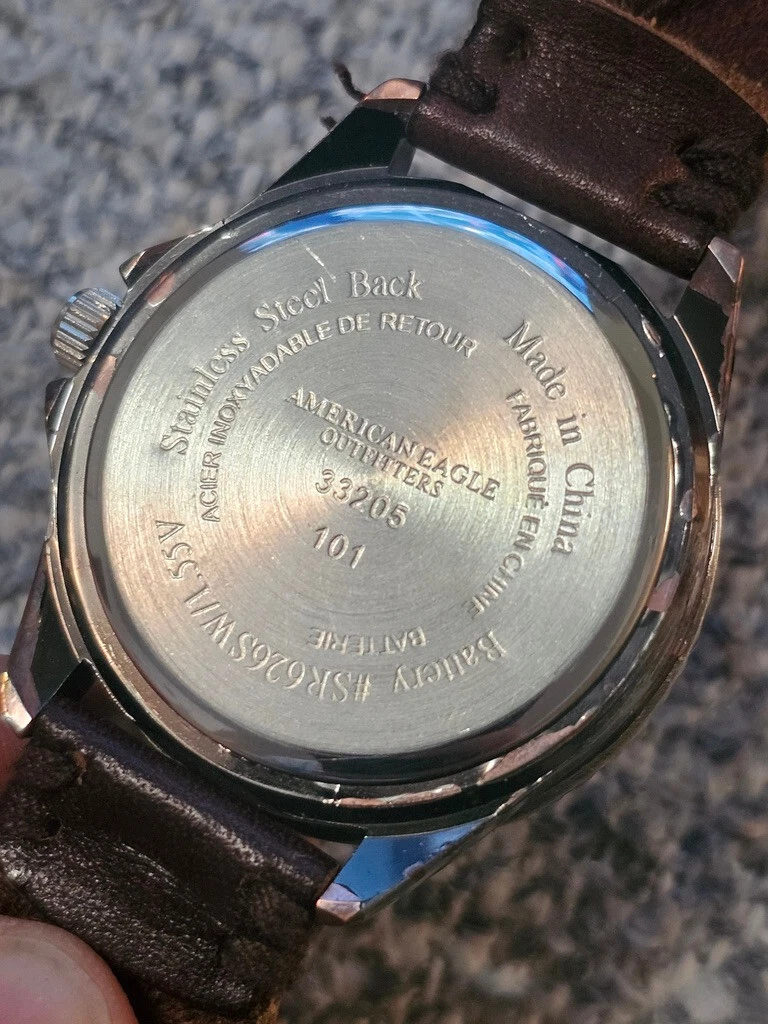 Stainless Steel Back
ACIER INOXYADABLE DE RETOUR
Made in China
FABRIQUÉ EN CHINE
AMERICAN EAGLE
OUTFITTERS
33205
101
BATTERIE
Battery #SR626SW/1.55V